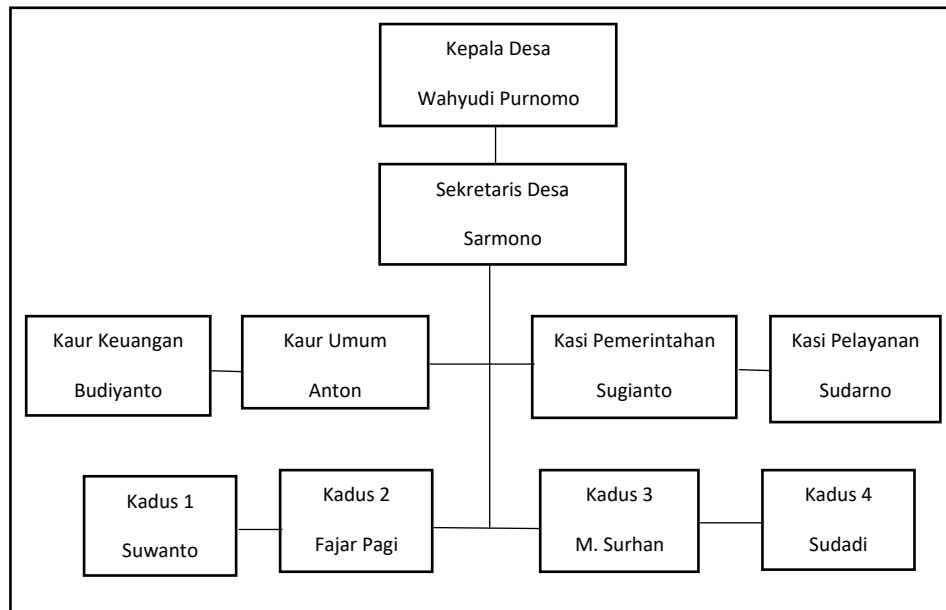 Kepala Desa
Wahyudi Purnomo
Sekretaris Desa
Sarmono
Kaur Keuangan
Budiyanto
Kaur Umum
Anton
Kasi Pemerintahan
Sugianto
Kasi Pelayanan
Sudarno
Kadus 1
Suwanto
Kadus 2
Fajar Pagi
Kadus 3
M. Surhan
Kadus 4
Sudadi